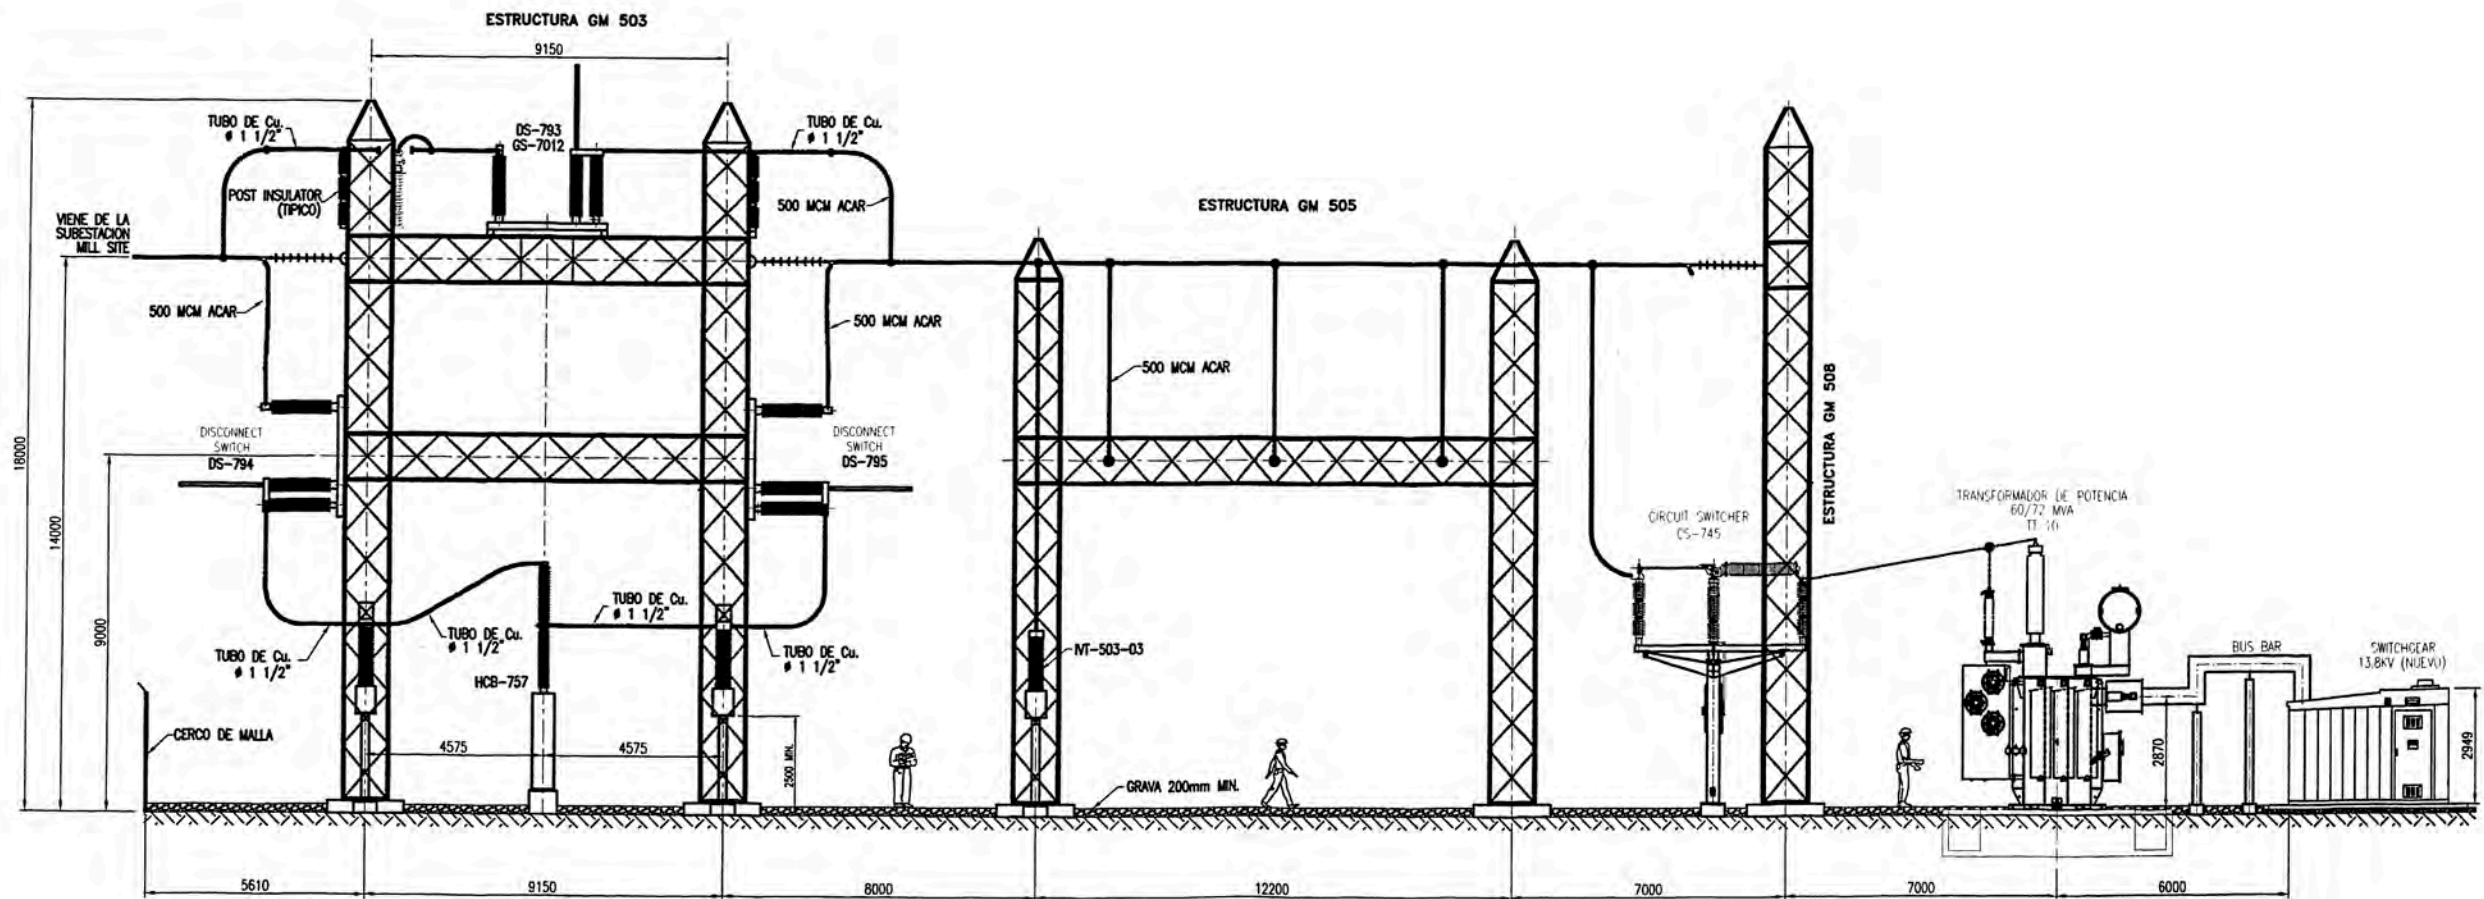 ESTRUCTURA GM 503
9150
TUBO DE Cu.
ø 1 1/2"
DS-793
GS-7012
TUBO DE Cu.
ø 1 1/2"
POST INSULATOR
(TIPICO)
500 MCM ACAR
ESTRUCTURA GM 505
VIENE DE LA
SUBESTACION
MILL SITE
500 MCM ACAR
500 MCM ACAR
500 MCM ACAR
ESTRUCTURA GM 508
18000
14000
9000
DISCONNECT
SWITCH
DS-794
DISCONNECT
SWITCH
DS-795
CIRCUIT SWITCHER
CS-745
TRANSFORMADOR DE POTENCIA
60/72 MVA
TUBO DE Cu.
ø 1 1/2"
TUBO DE Cu.
ø 1 1/2"
TUBO DE Cu.
ø 1 1/2"
TUBO DE Cu.
ø 1 1/2"
HCB-757
IVT-503-03
BUS BAR
SWITCHGEAR
13.8KV (NUEVO)
CERCO DE MALLA
4575
4575
2500 MIN.
GRAVA 200mm MIN.
2870
2949
5610
9150
8000
12200
7000
7000
6000